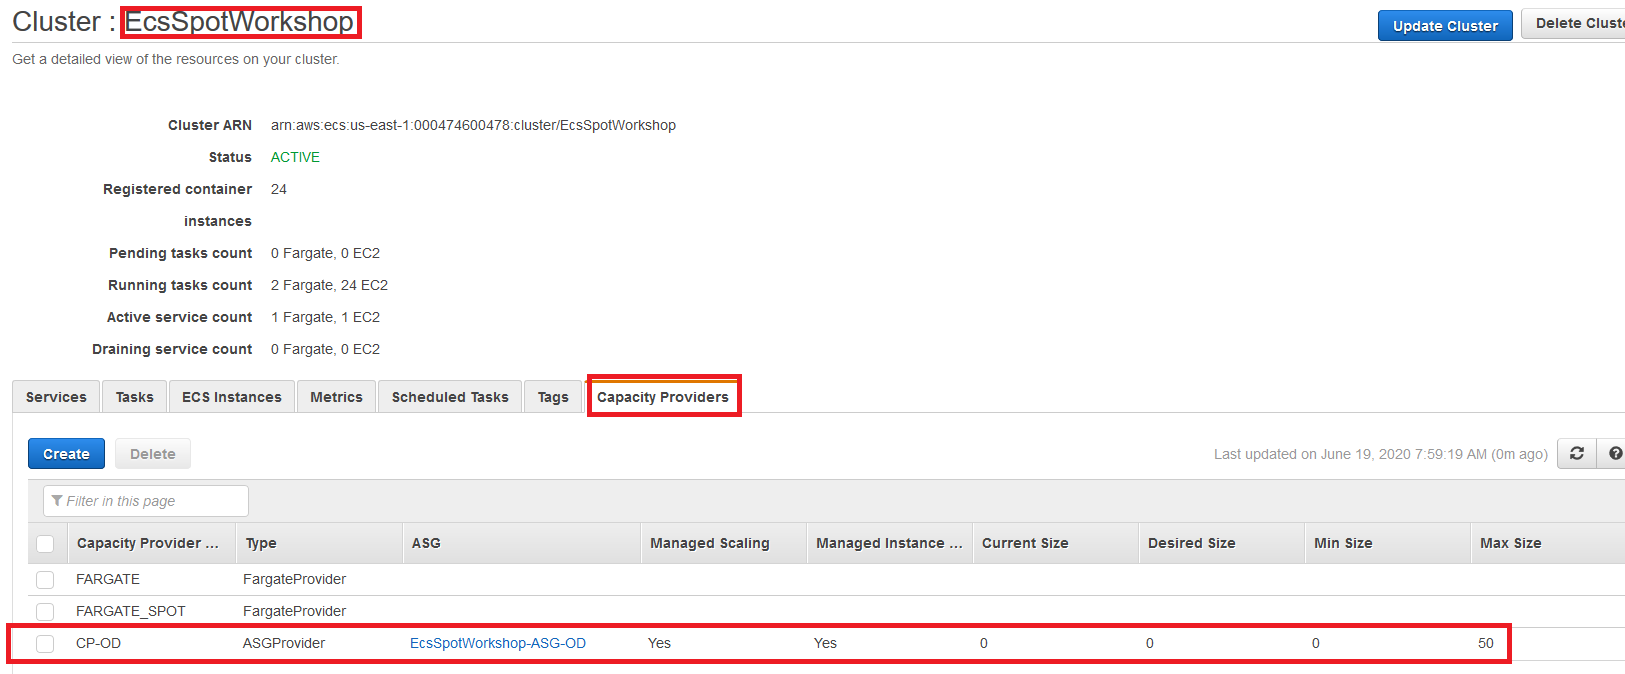 Cluster : EcsSpotWorkshop
Update Cluster
Delete Cluste
Get a detailed view of the resources on your cluster.
Cluster ARN arn:aws:ecs:us-east-1:000474600478:cluster/EcsSpotWorkshop
Status ACTIVE
Registered container 24
instances
Pending tasks count 0 Fargate, 0 EC2
Running tasks count 2 Fargate, 24 EC2
Active service count 1 Fargate, 1 EC2
Draining service count 0 Fargate, 0 EC2
Services Tasks ECS Instances Metrics Scheduled Tasks Tags Capacity Providers
Create Delete Last updated on June 19, 2020 7:59:19 AM (0m ago)
Filter in this page
Capacity Provider ... Type ASG Managed Scaling Managed Instance ... Current Size Desired Size Min Size Max Size
FARGATE FargateProvider
FARGATE_SPOT FargateProvider
CP-OD ASGProvider EcsSpotWorkshop-ASG-OD Yes Yes 0 0 0 50